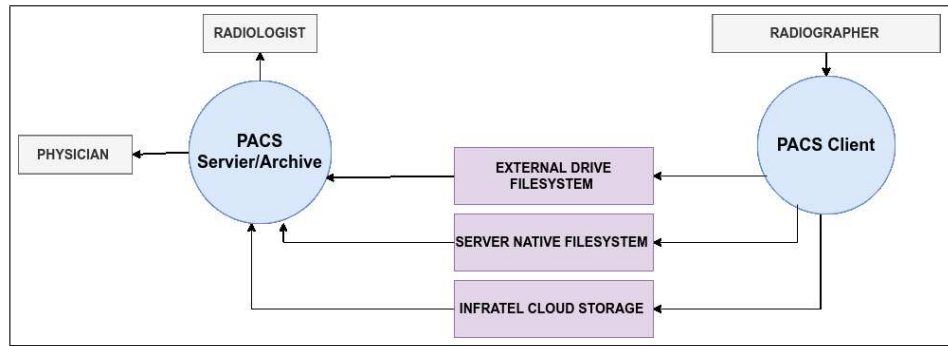 RADIOLOGIST
RADIOGRAPHER
PACS
Servier/Archive
PACS Client
PHYSICIAN
EXTERNAL DRIVE
FILESYSTEM
SERVER NATIVE FILESYSTEM
INFRATEL CLOUD STORAGE